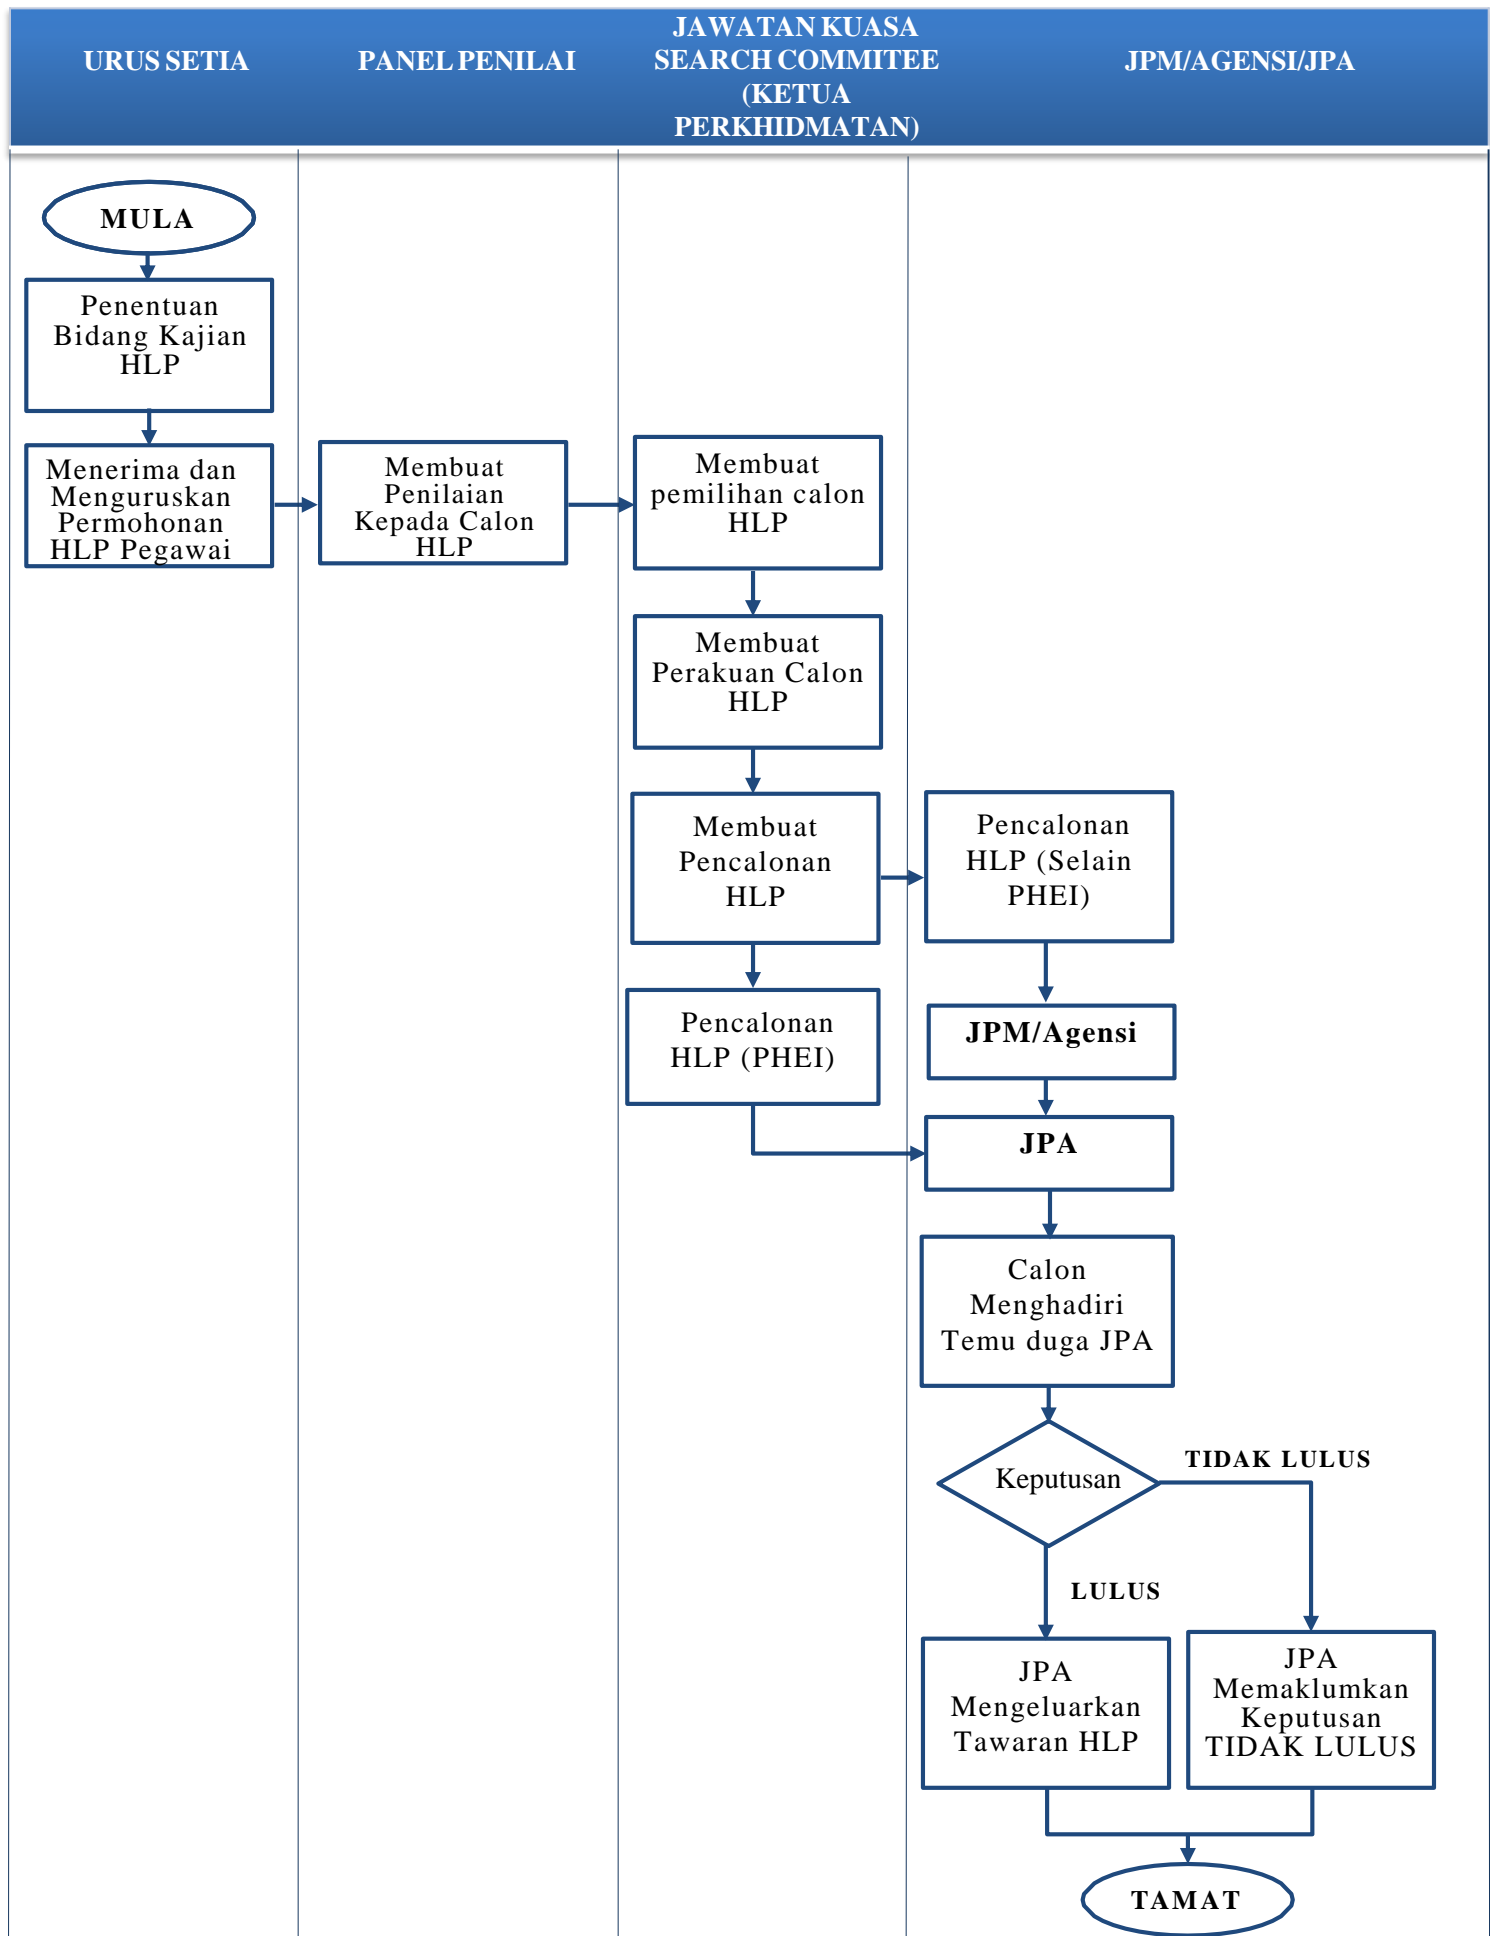 URUS SETIA
PANEL PENILAI
JAWATAN KUASA
SEARCH COMMITEE
(KETUA
PERKHIDMATAN)
JPM/AGENSI/JPA
MULA
Penentuan
Bidang Kajian
HLP
Menerima dan
Menguruskan
Permohonan
HLP Pegawai
Membuat
Penilaian
Kepada Calon
HLP
Membuat
pemilihan calon
HLP
Membuat
Perakuan Calon
HLP
Membuat
Pencalonan
HLP
Pencalonan
HLP (Selain
PHEI)
Pencalonan
HLP (PHEI)
JPM/Agensi
JPA
Calon
Menghadiri
Temu duga JPA
Keputusan
TIDAK LULUS
LULUS
JPA
Mengeluarkan
Tawaran HLP
JPA
Memaklumkan
Keputusan
TIDAK LULUS
TAMAT